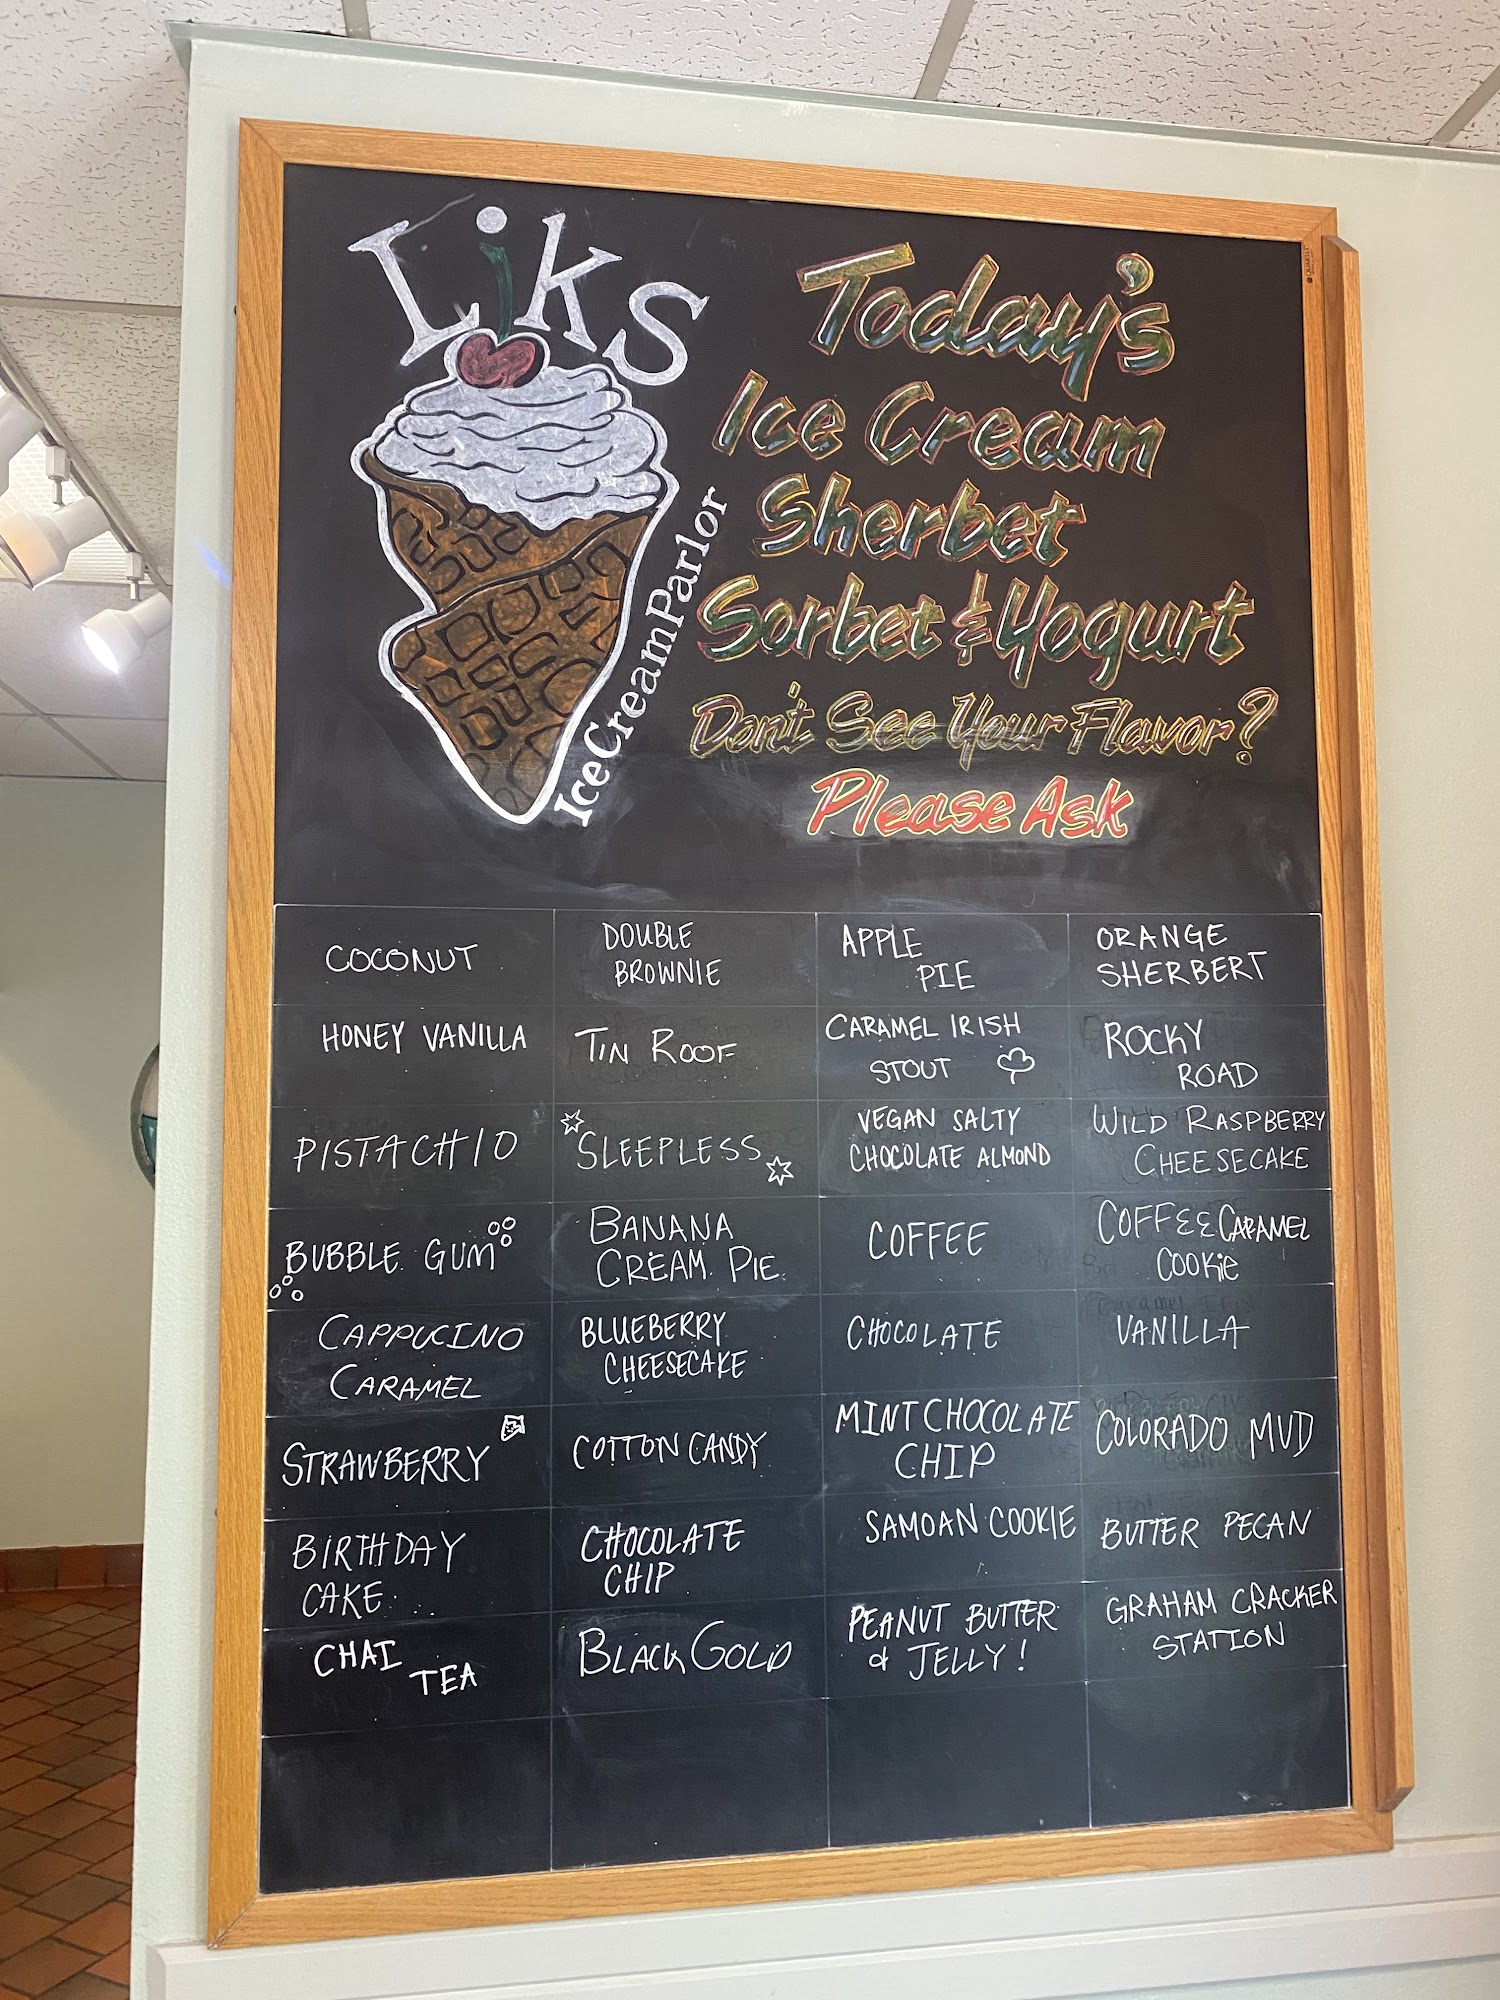 Liks
IceCreamParlor
Today's
Ice Cream
Sherbet
Sorbet & Yogurt
Don't See Your Flavor?
Please Ask
COCONUT
DOUBLE
BROWNIE
APPLE
PIE
ORANGE
SHERBERT
HONEY VANILLA
TIN ROOF
CARAMEL IRISH
STOUT
ROCKY
ROAD
PISTACHIO
SLEEPLESS
VEGAN SALTY
CHOCOLATE ALMOND
WILD RASPBERRY
CHEESECAKE
BUBBLE GUM
BANANA
CREAM PIE
COFFEE
COFFEE CARAMEL
COOKiE
CAPPUCINO
CARAMEL
BLUEBERRY
CHEESECAKE
CHOCOLATE
VANILLA
STRAWBERRY
COTTON CANDY
MINT CHOCOLATE
CHIP
COLORADO MUD
BIRTHDAY
CAKE
CHOCOLATE
CHIP
SAMOAN COOKIE
BUTTER PECAN
CHAI
TEA
BLACK GOLD
PEANUT BUTTER
& JELLY!
GRAHAM CRACKER
STATION